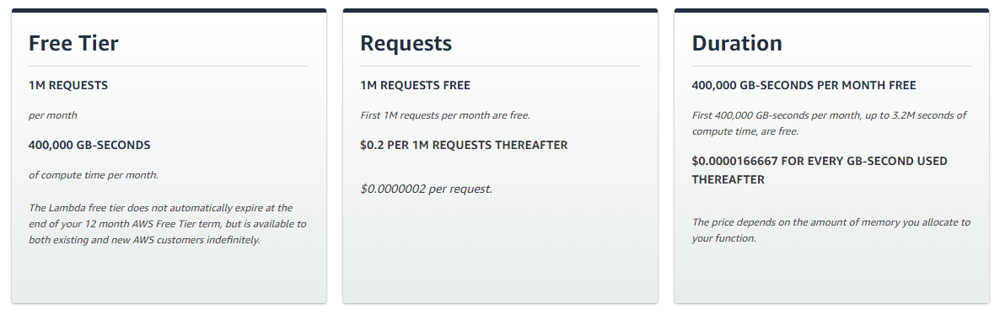 Free Tier
1M REQUESTS
per month
400,000 GB-SECONDS
of compute time per month.
The Lambda free tier does not automatically expire at the
end of your 12 month AWS Free Tier term, but is available to
both existing and new AWS customers indefinitely.
Requests
1M REQUESTS FREE
First 1M requests per month are free.
$0.2 PER 1M REQUESTS THEREAFTER
$0.0000002 per request.
Duration
400,000 GB-SECONDS PER MONTH FREE
First 400,000 GB-seconds per month, up to 3.2M seconds of
compute time, are free.
$0.0000166667 FOR EVERY GB-SECOND USED
THEREAFTER
The price depends on the amount of memory you allocate to
your function.